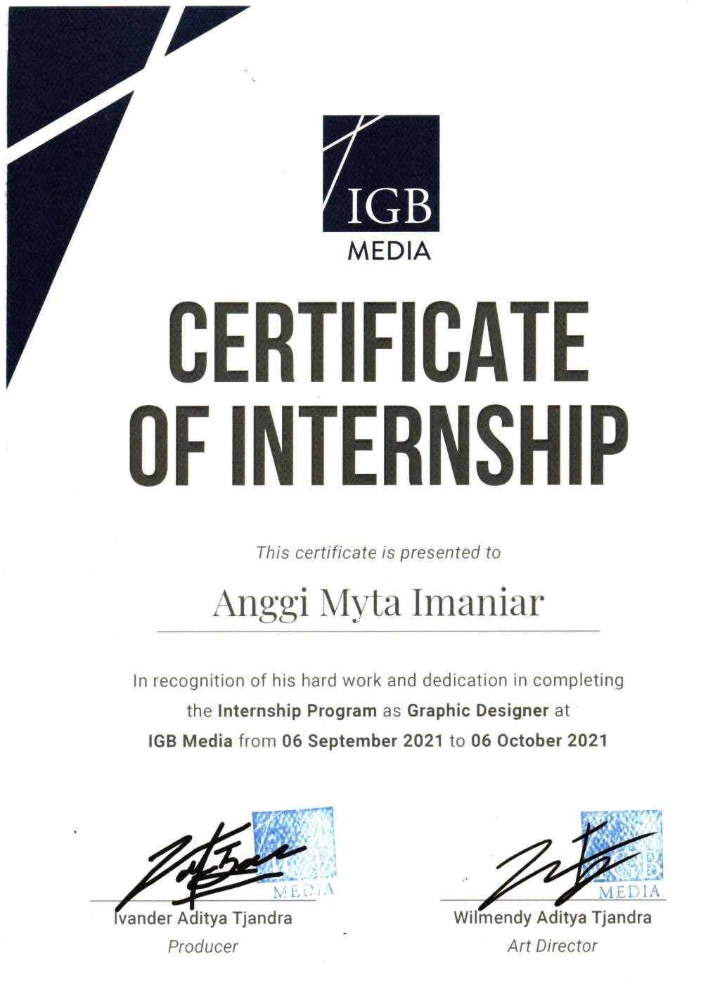 IGB
MEDIA
CERTIFICATE
OF INTERNSHIP
This certificate is presented to
Anggi Myta Imaniar
In recognition of his hard work and dedication in completing
the Internship Program as Graphic Designer at
IGB Media from 06 September 2021 to 06 October 2021
IGB
MEDIA
IGB
MEDIA
Ivander Aditya Tjandra
Wilmendy Aditya Tjandra
Producer
Art Director